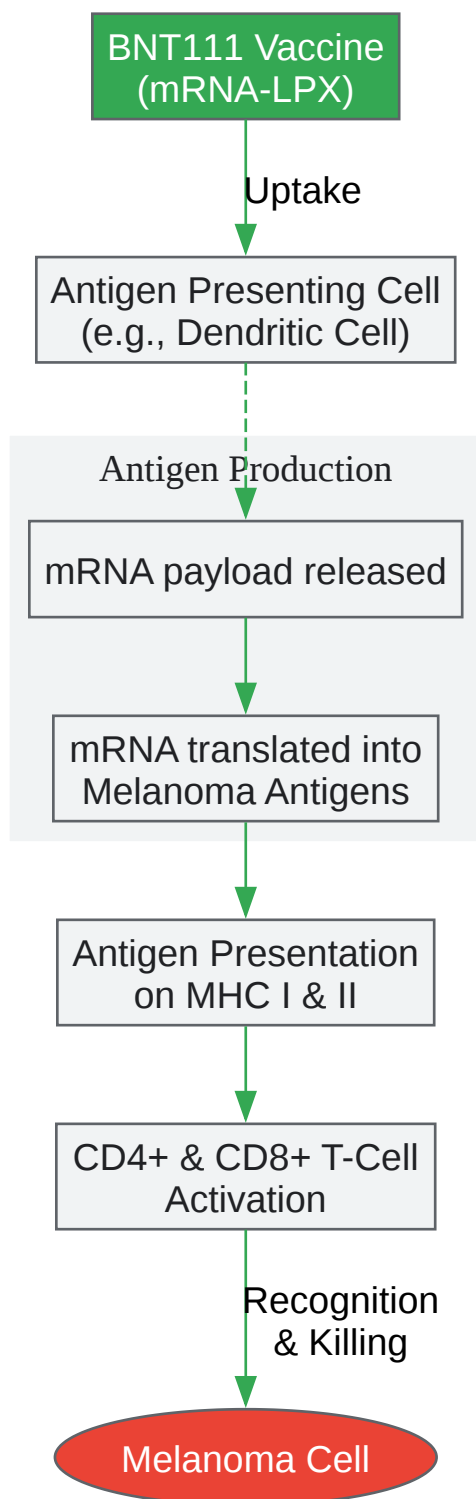 BNT111 Vaccine
(mRNA-LPX)
Uptake
Antigen Presenting Cell
(e.g., Dendritic Cell)
Antigen Production
mRNA payload released
mRNA translated into
Melanoma Antigens
Antigen Presentation
on MHC I & II
CD4+ & CD8+ T-Cell
Activation
Recognition
& Killing
Melanoma Cell